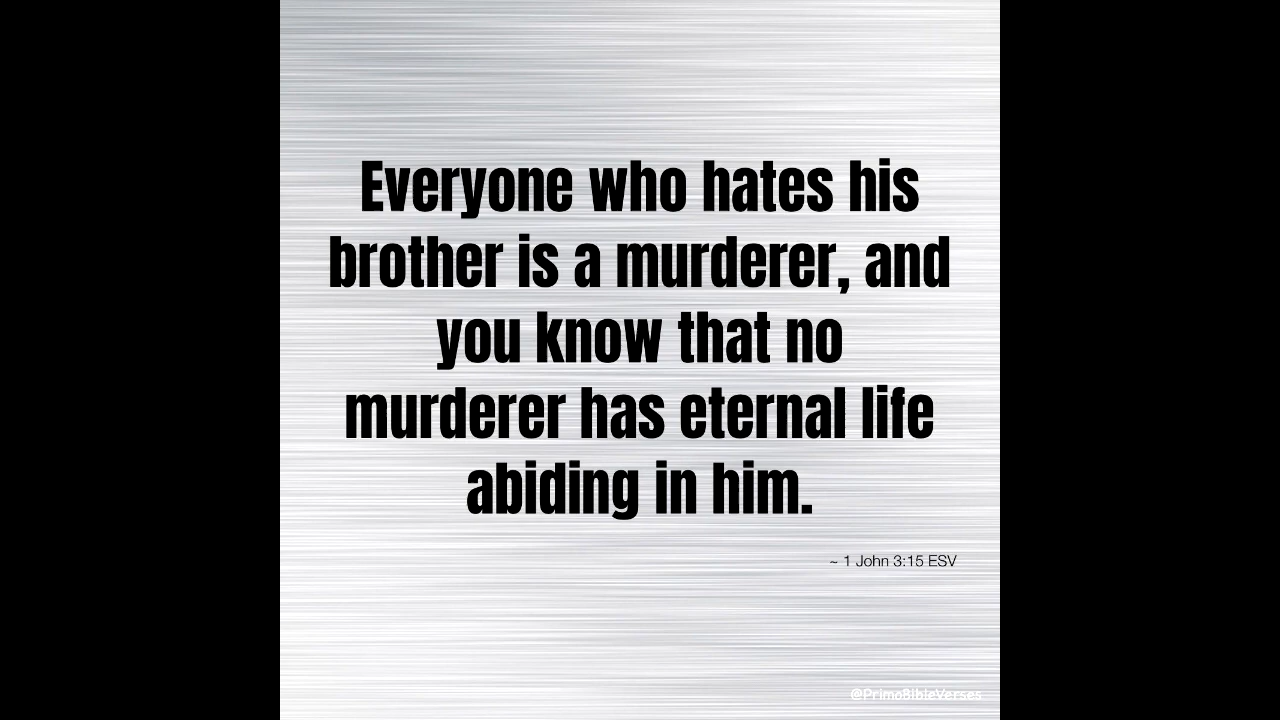 Everyone who hates his
brother is a murderer, and
you know that no
murderer has eternal life
abiding in him.
~ 1 John 3:15 ESV
@PrimoBibleVerses